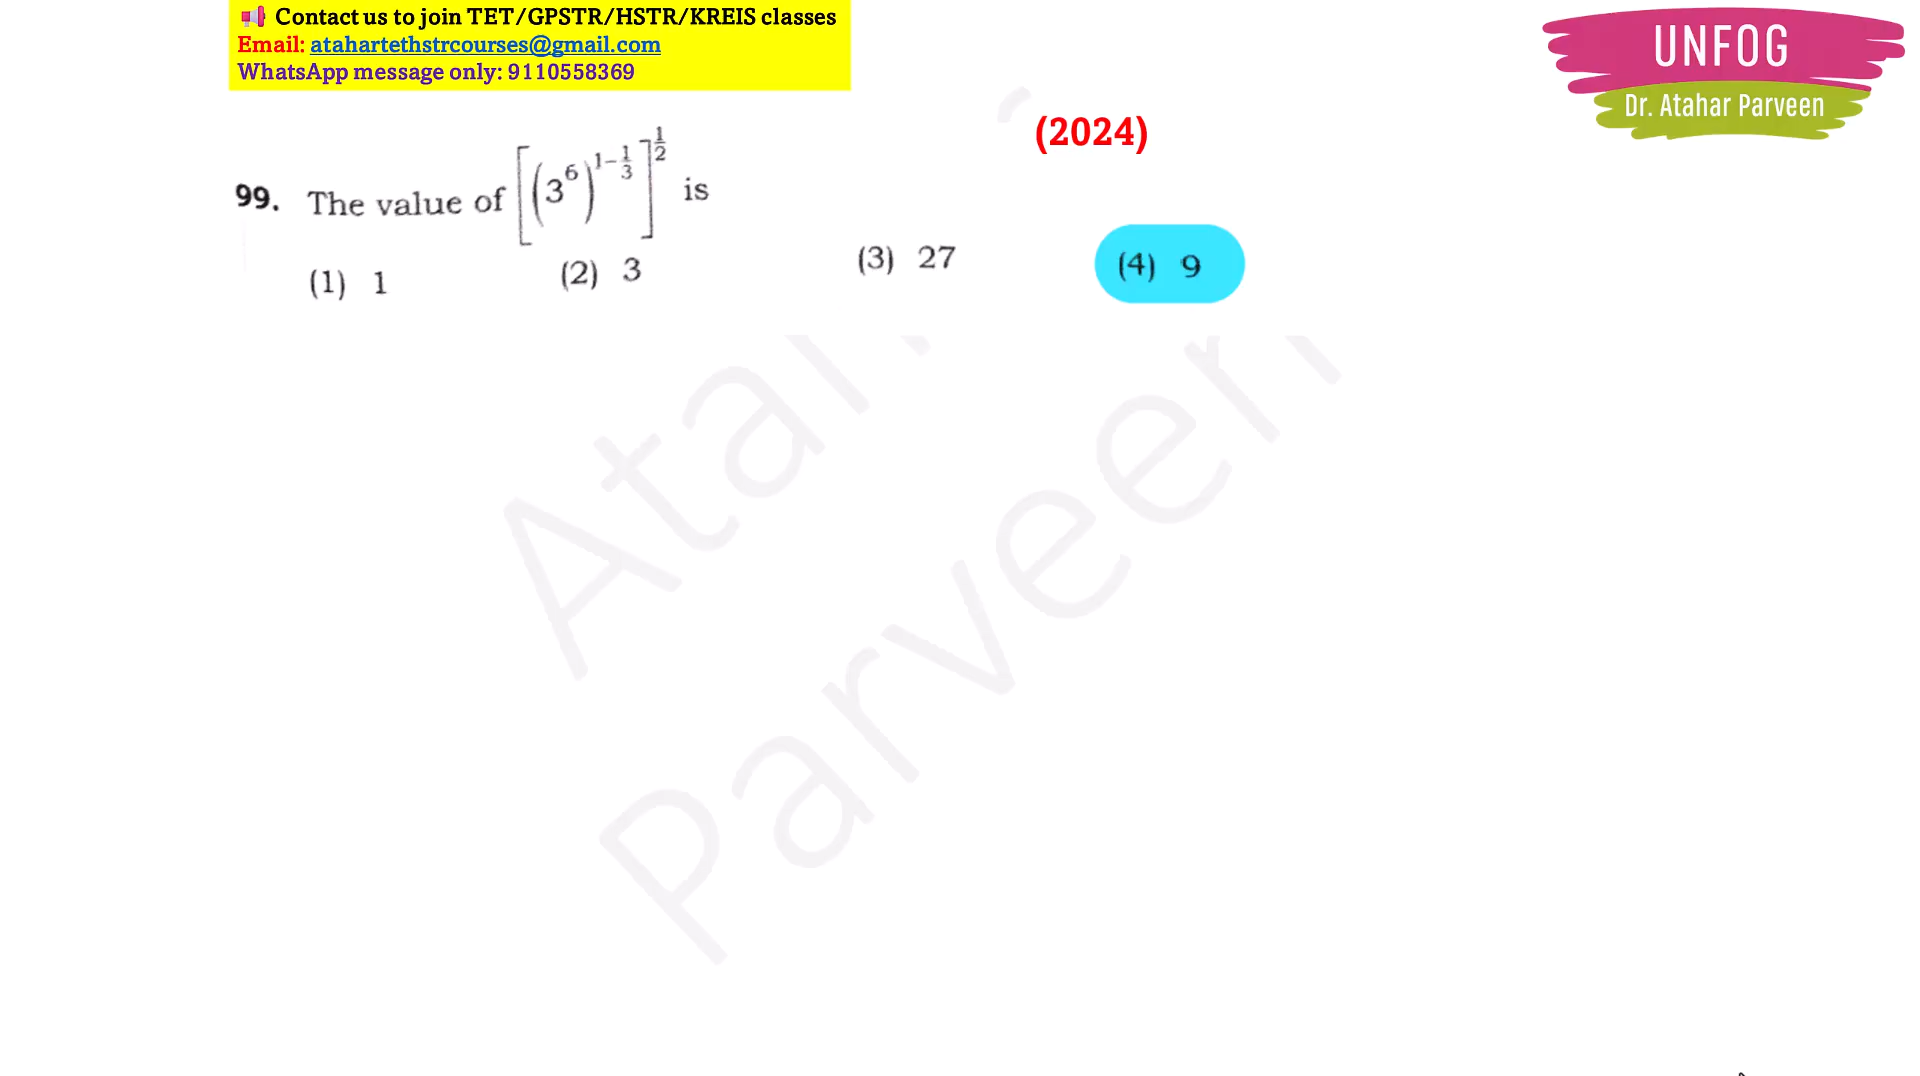 📢 Contact us to join TET/GPSTR/HSTR/KREIS classes
Email: atahartethstrcourses@gmail.com
WhatsApp message only: 9110558369
UNFOG
Dr. Atahar Parveen
(2024)
99. The value of [(3^6)^{1-\frac{1}{3}}]^{\frac{1}{2}} is
(1) 1 (2) 3 (3) 27 (4) 9
Parveen